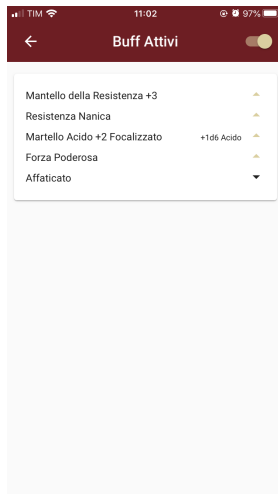 TIM 11:02 97%
Buff Attivi
Mantello della Resistenza +3
Resistenza Nanica
Martello Acido +2 Focalizzato +1d6 Acido
Forza Poderosa
Affaticato